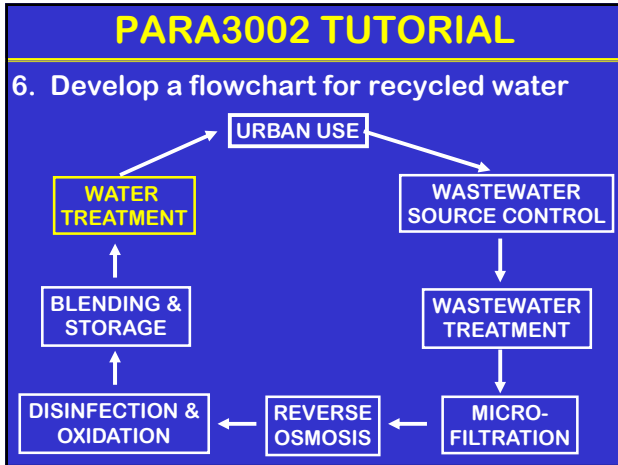 PARA3002 TUTORIAL
6. Develop a flowchart for recycled water
URBAN USE
WASTEWATER
SOURCE CONTROL
WASTEWATER
TREATMENT
MICRO-
FILTRATION
REVERSE
OSMOSIS
DISINFECTION &
OXIDATION
BLENDING &
STORAGE
WATER
TREATMENT